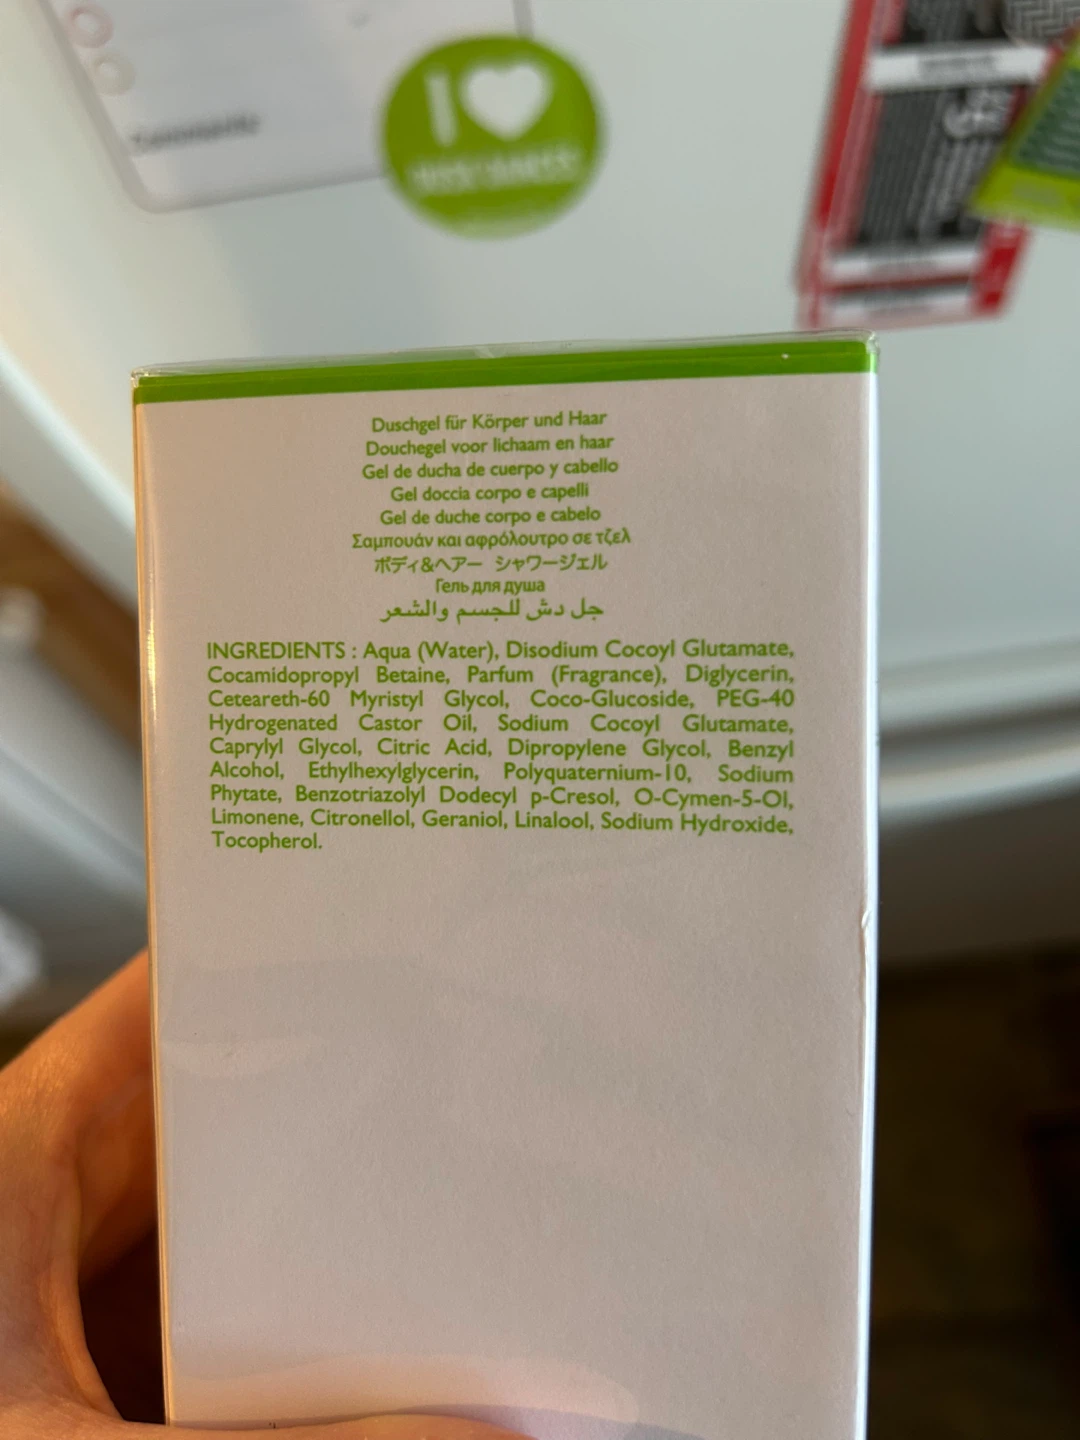 Comments
I
Duschgel für Körper und Haar
Douchegel voor lichaam en haar
Gel de ducha de cuerpo y cabello
Gel doccia corpo e capelli
Gel de duche corpo e cabelo
Σαμπουάν και αφρόλουτρο σε τζελ
ボディ&ヘアー シャワージェル
Гель для душа
جل دش للجسم والشعر
INGREDIENTS : Aqua (Water), Disodium Cocoyl Glutamate,
Cocamidopropyl Betaine, Parfum (Fragrance), Diglycerin,
Ceteareth-60 Myristyl Glycol, Coco-Glucoside, PEG-40
Hydrogenated Castor Oil, Sodium Cocoyl Glutamate,
Caprylyl Glycol, Citric Acid, Dipropylene Glycol, Benzyl
Alcohol, Ethylhexylglycerin, Polyquaternium-10, Sodium
Phytate, Benzotriazolyl Dodecyl p-Cresol, O-Cymen-5-Ol,
Limonene, Citronellol, Geraniol, Linalool, Sodium Hydroxide,
Tocopherol.